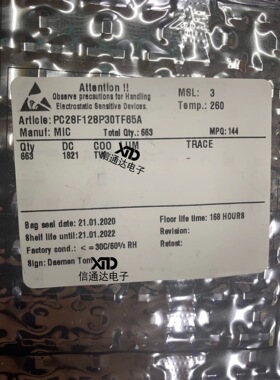 Attention !!
Observe precautions for Handling
Electrostatic Sensitive Devices.
MSL: 3
Temp.: 260
Article: PC28F128P30TF65A
Manuf: MIC Total Qty.: 663 MPQ: 144
Qty DC COO UM TRACE
663 1821 TW
XTD
信通达电子
Bag seal date: 21.01.2020
Shelf life until: 21.01.2022
Factory cond.: <= 30C/60% RH
Sign: Daeman Tom
Floor life time: 168 HOURS
Revision:
Retest:
XTD
信通达电子